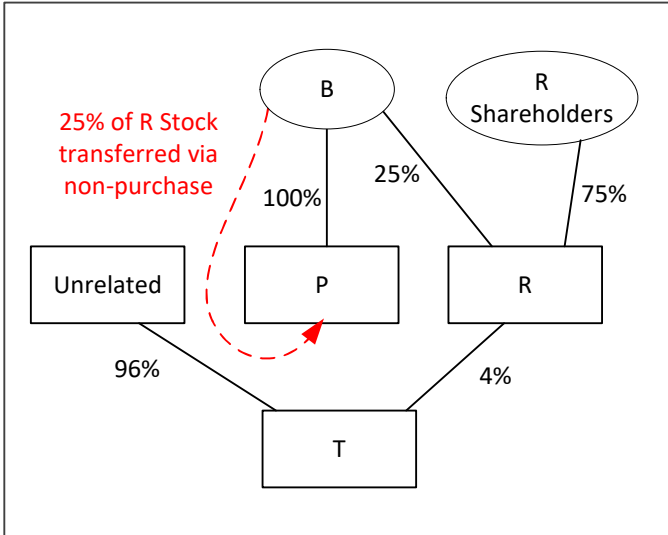 B
R
Shareholders
25% of R Stock
transferred via
non-purchase
100%
25%
75%
Unrelated
P
R
96%
4%
T